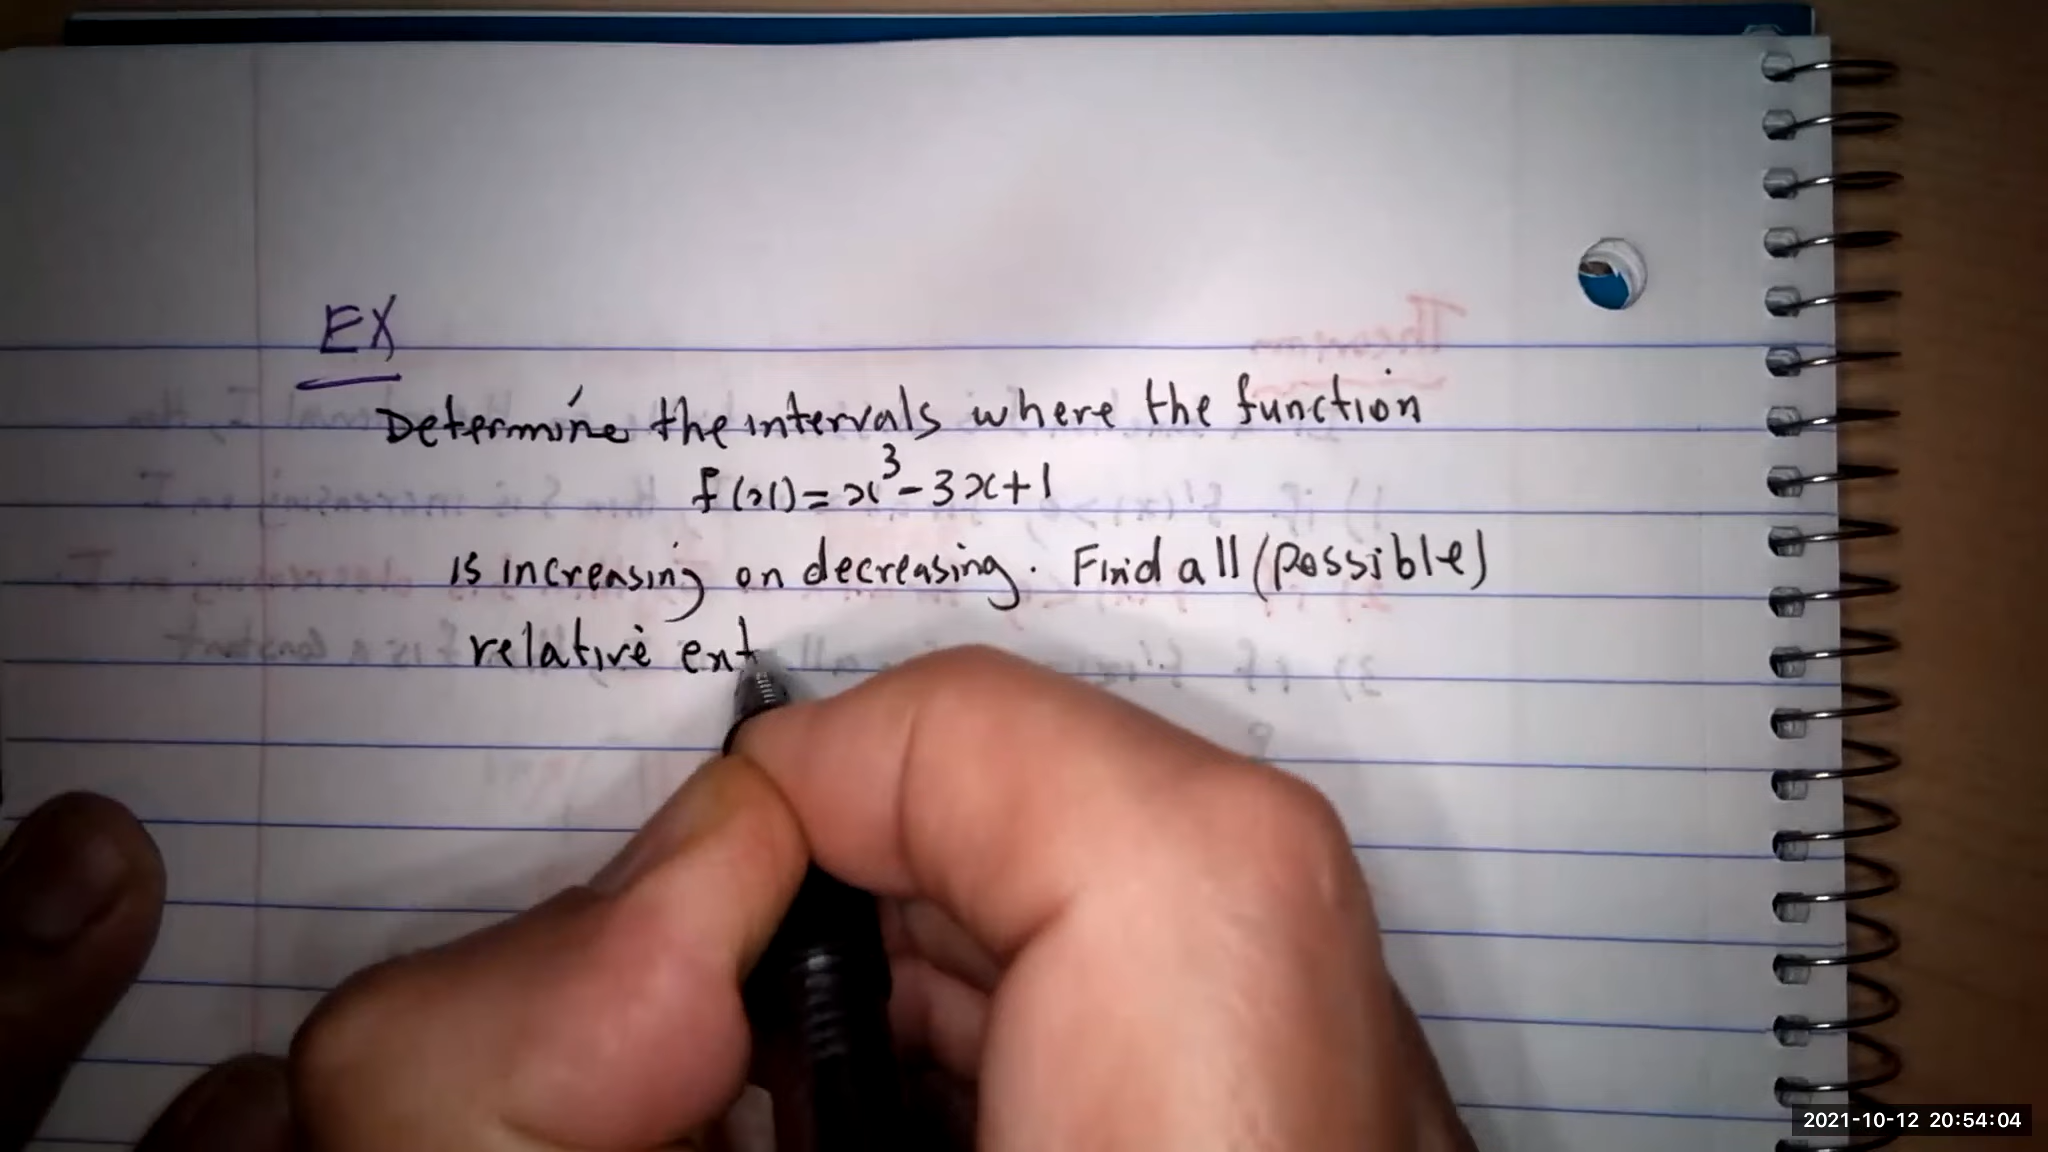 EX
Determine the intervals where the function
f(x) = x³ - 3x + 1
is increasing on decreasing. Find all (possible)
relative ext
2021-10-12 20:54:04